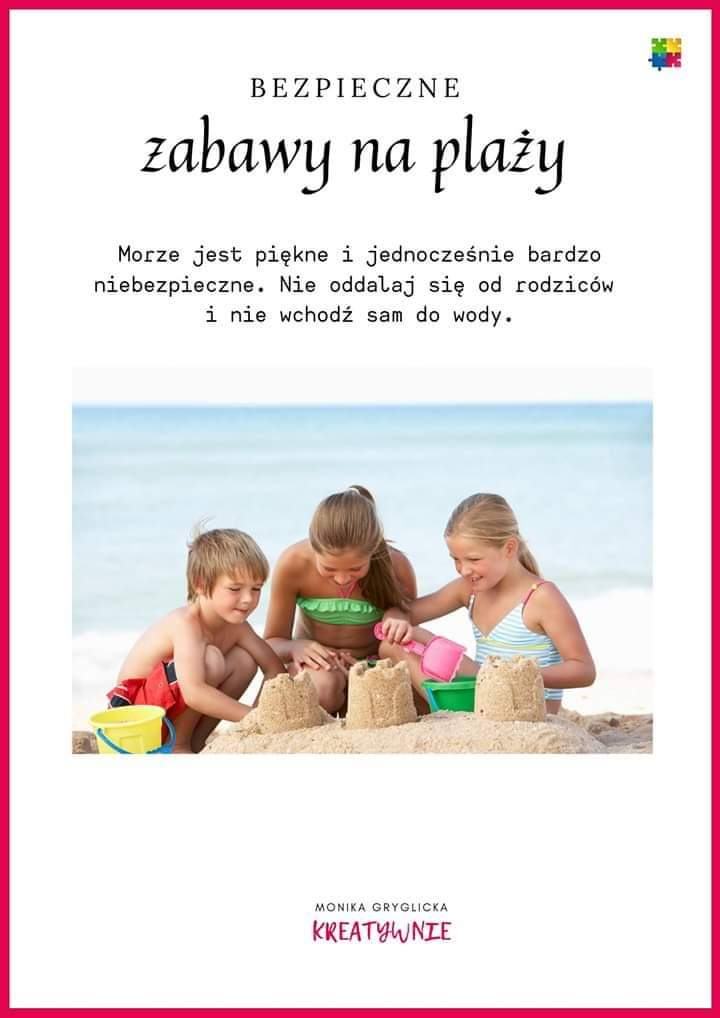 BEZPIECZNE
zabawy na plaży
Morze jest piękne i jednocześnie bardzo
niebezpieczne. Nie oddalaj się od rodziców
i nie wchodź sam do wody.
MONIKA GRYGLICKA
KREATYWNIE